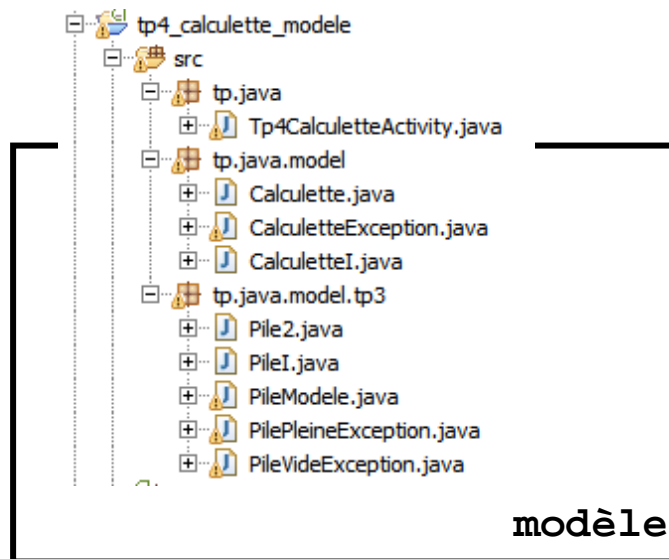 tp4_calculette_modele
src
tp.java
Tp4CalculetteActivity.java
tp.java.model
Calculette.java
CalculetteException.java
CalculetteI.java
tp.java.model.tp3
Pile2.java
PileI.java
PileModele.java
PilePleineException.java
PileVideException.java
modèle